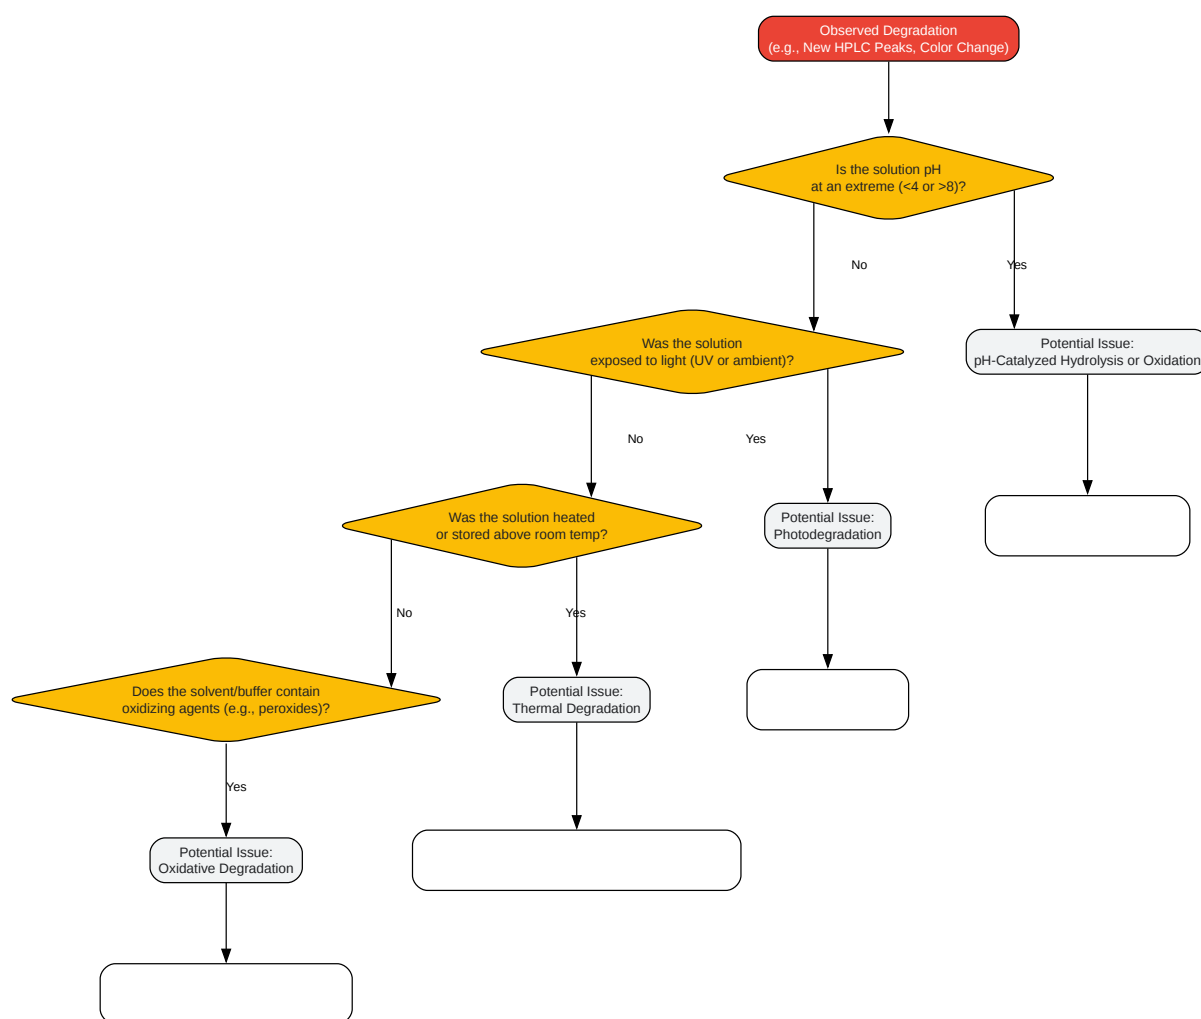 Observed Degradation
(e.g., New HPLC Peaks, Color Change)
Is the solution pH
at an extreme (<4 or >8)?
No
Yes
Was the solution
exposed to light (UV or ambient)?
Potential Issue:
pH-Catalyzed Hydrolysis or Oxidation
No
Yes
Was the solution heated
or stored above room temp?
Potential Issue:
Photodegradation
No
Yes
Does the solvent/buffer contain
oxidizing agents (e.g., peroxides)?
Potential Issue:
Thermal Degradation
Yes
Potential Issue:
Oxidative Degradation